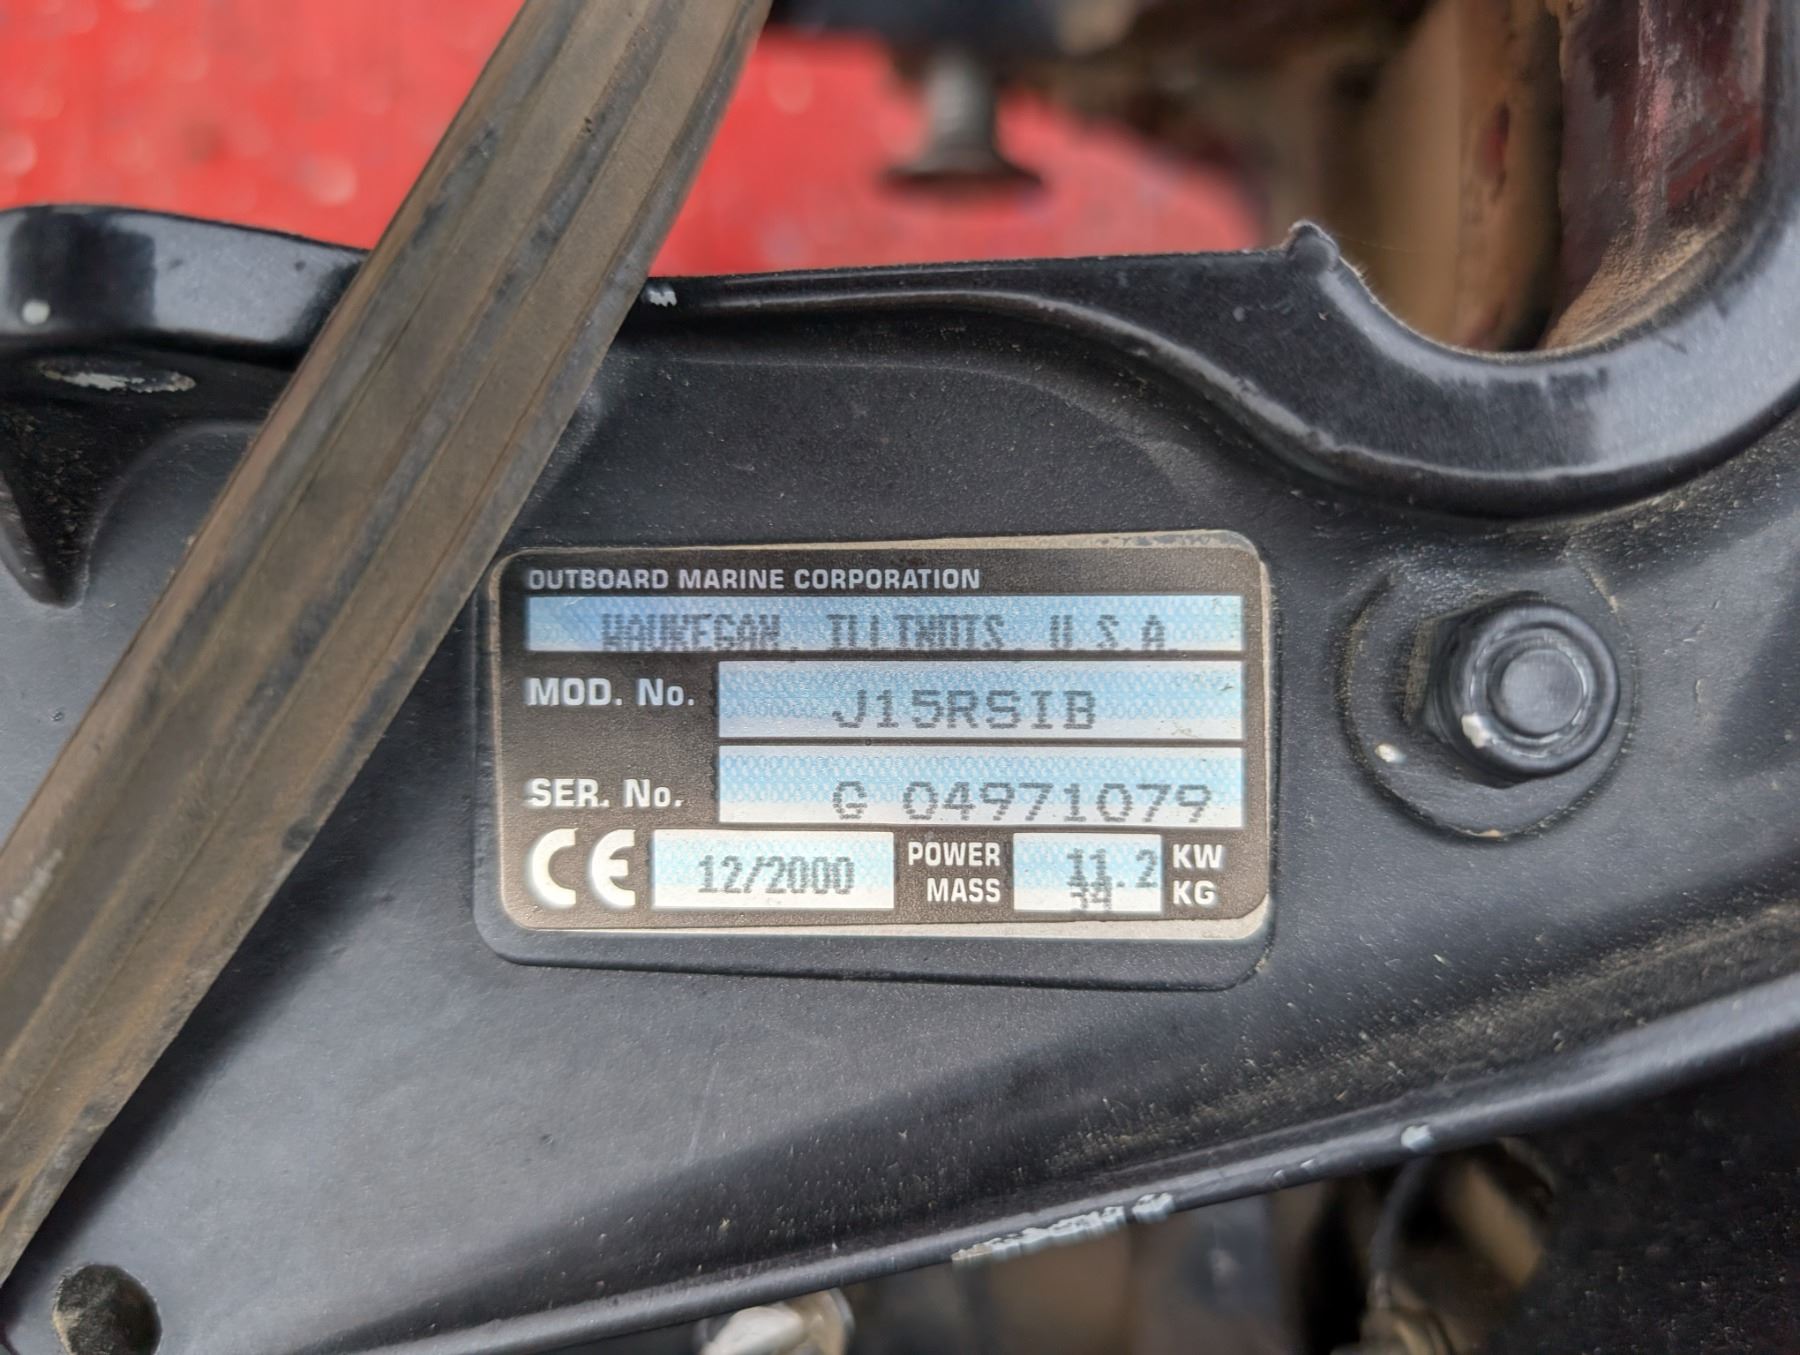 OUTBOARD MARINE CORPORATION
WAUKEGAN, ILLINOIS, U.S.A.
MOD. No. J15RSIB
SER. No. G 04971079
CE 12/2000 POWER 11.2 KW
MASS 34 KG